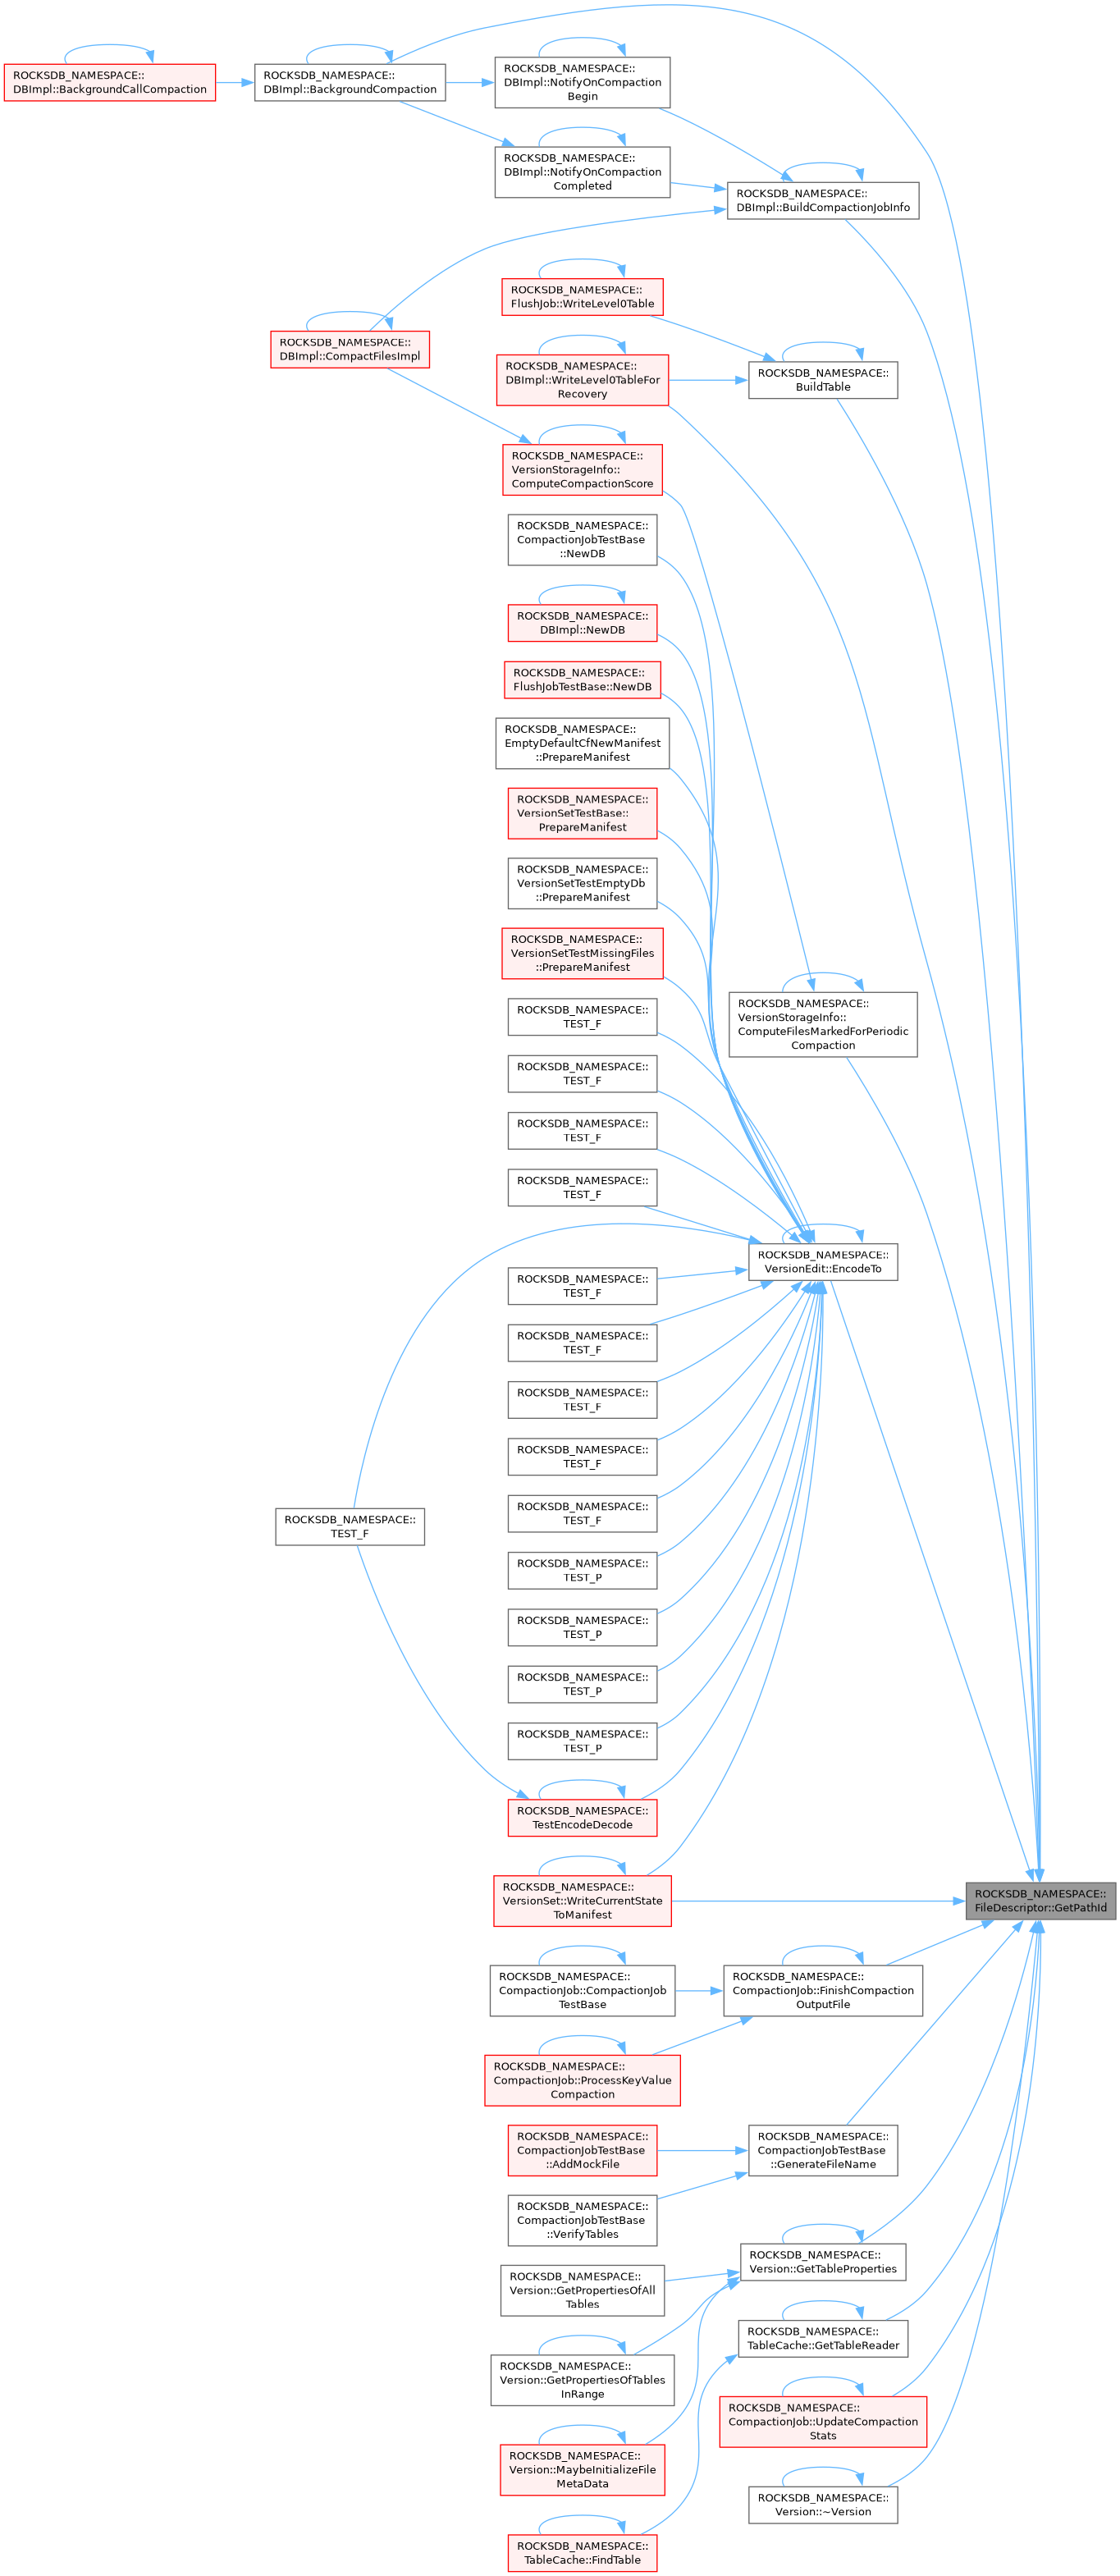 ROCKSDB_NAMESPACE::
DBImpl::BackgroundCallCompaction
ROCKSDB_NAMESPACE::
DBImpl::BackgroundCompaction
ROCKSDB_NAMESPACE::
DBImpl::NotifyOnCompaction
Begin
ROCKSDB_NAMESPACE::
DBImpl::NotifyOnCompaction
Completed
ROCKSDB_NAMESPACE::
DBImpl::BuildCompactionJobInfo
ROCKSDB_NAMESPACE::
FlushJob::WriteLevel0Table
ROCKSDB_NAMESPACE::
DBImpl::CompactFilesImpl
ROCKSDB_NAMESPACE::
DBImpl::WriteLevel0TableFor
Recovery
ROCKSDB_NAMESPACE::
BuildTable
ROCKSDB_NAMESPACE::
VersionStorageInfo::
ComputeCompactionScore
ROCKSDB_NAMESPACE::
CompactionJobTestBase
::NewDB
ROCKSDB_NAMESPACE::
DBImpl::NewDB
ROCKSDB_NAMESPACE::
FlushJobTestBase::NewDB
ROCKSDB_NAMESPACE::
EmptyDefaultCfNewManifest
::PrepareManifest
ROCKSDB_NAMESPACE::
VersionSetTestBase::
PrepareManifest
ROCKSDB_NAMESPACE::
VersionSetTestEmptyDb
::PrepareManifest
ROCKSDB_NAMESPACE::
VersionSetTestMissingFiles
::PrepareManifest
ROCKSDB_NAMESPACE::
VersionStorageInfo::
ComputeFilesMarkedForPeriodic
Compaction
ROCKSDB_NAMESPACE::
TEST_F
ROCKSDB_NAMESPACE::
TEST_F
ROCKSDB_NAMESPACE::
TEST_F
ROCKSDB_NAMESPACE::
TEST_F
ROCKSDB_NAMESPACE::
VersionEdit::EncodeTo
ROCKSDB_NAMESPACE::
TEST_F
ROCKSDB_NAMESPACE::
TEST_F
ROCKSDB_NAMESPACE::
TEST_F
ROCKSDB_NAMESPACE::
TEST_F
ROCKSDB_NAMESPACE::
TEST_F
ROCKSDB_NAMESPACE::
TEST_F
ROCKSDB_NAMESPACE::
TEST_P
ROCKSDB_NAMESPACE::
TEST_P
ROCKSDB_NAMESPACE::
TEST_P
ROCKSDB_NAMESPACE::
TEST_P
ROCKSDB_NAMESPACE::
TestEncodeDecode
ROCKSDB_NAMESPACE::
VersionSet::WriteCurrentState
ToManifest
ROCKSDB_NAMESPACE::
FileDescriptor::GetPathId
ROCKSDB_NAMESPACE::
CompactionJob::CompactionJob
TestBase
ROCKSDB_NAMESPACE::
CompactionJob::FinishCompaction
OutputFile
ROCKSDB_NAMESPACE::
CompactionJob::ProcessKeyValue
Compaction
ROCKSDB_NAMESPACE::
CompactionJobTestBase
::AddMockFile
ROCKSDB_NAMESPACE::
CompactionJobTestBase
::GenerateFileName
ROCKSDB_NAMESPACE::
CompactionJobTestBase
::VerifyTables
ROCKSDB_NAMESPACE::
Version::GetTableProperties
ROCKSDB_NAMESPACE::
Version::GetPropertiesOfAll
Tables
ROCKSDB_NAMESPACE::
TableCache::GetTableReader
ROCKSDB_NAMESPACE::
Version::GetPropertiesOfTables
InRange
ROCKSDB_NAMESPACE::
CompactionJob::UpdateCompaction
Stats
ROCKSDB_NAMESPACE::
Version::MaybeInitializeFile
MetaData
ROCKSDB_NAMESPACE::
Version::~Version
ROCKSDB_NAMESPACE::
TableCache::FindTable